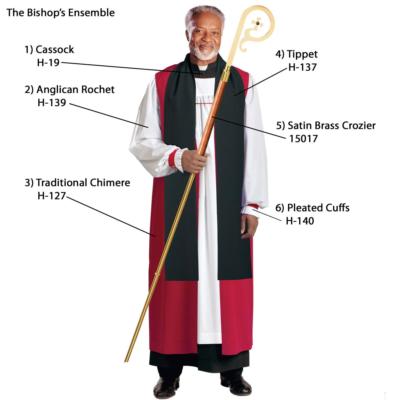 The Bishop's Ensemble
1) Cassock
H-19
2) Anglican Rochet
H-139
3) Traditional Chimere
H-127
4) Tippet
H-137
5) Satin Brass Crozier
15017
6) Pleated Cuffs
H-140